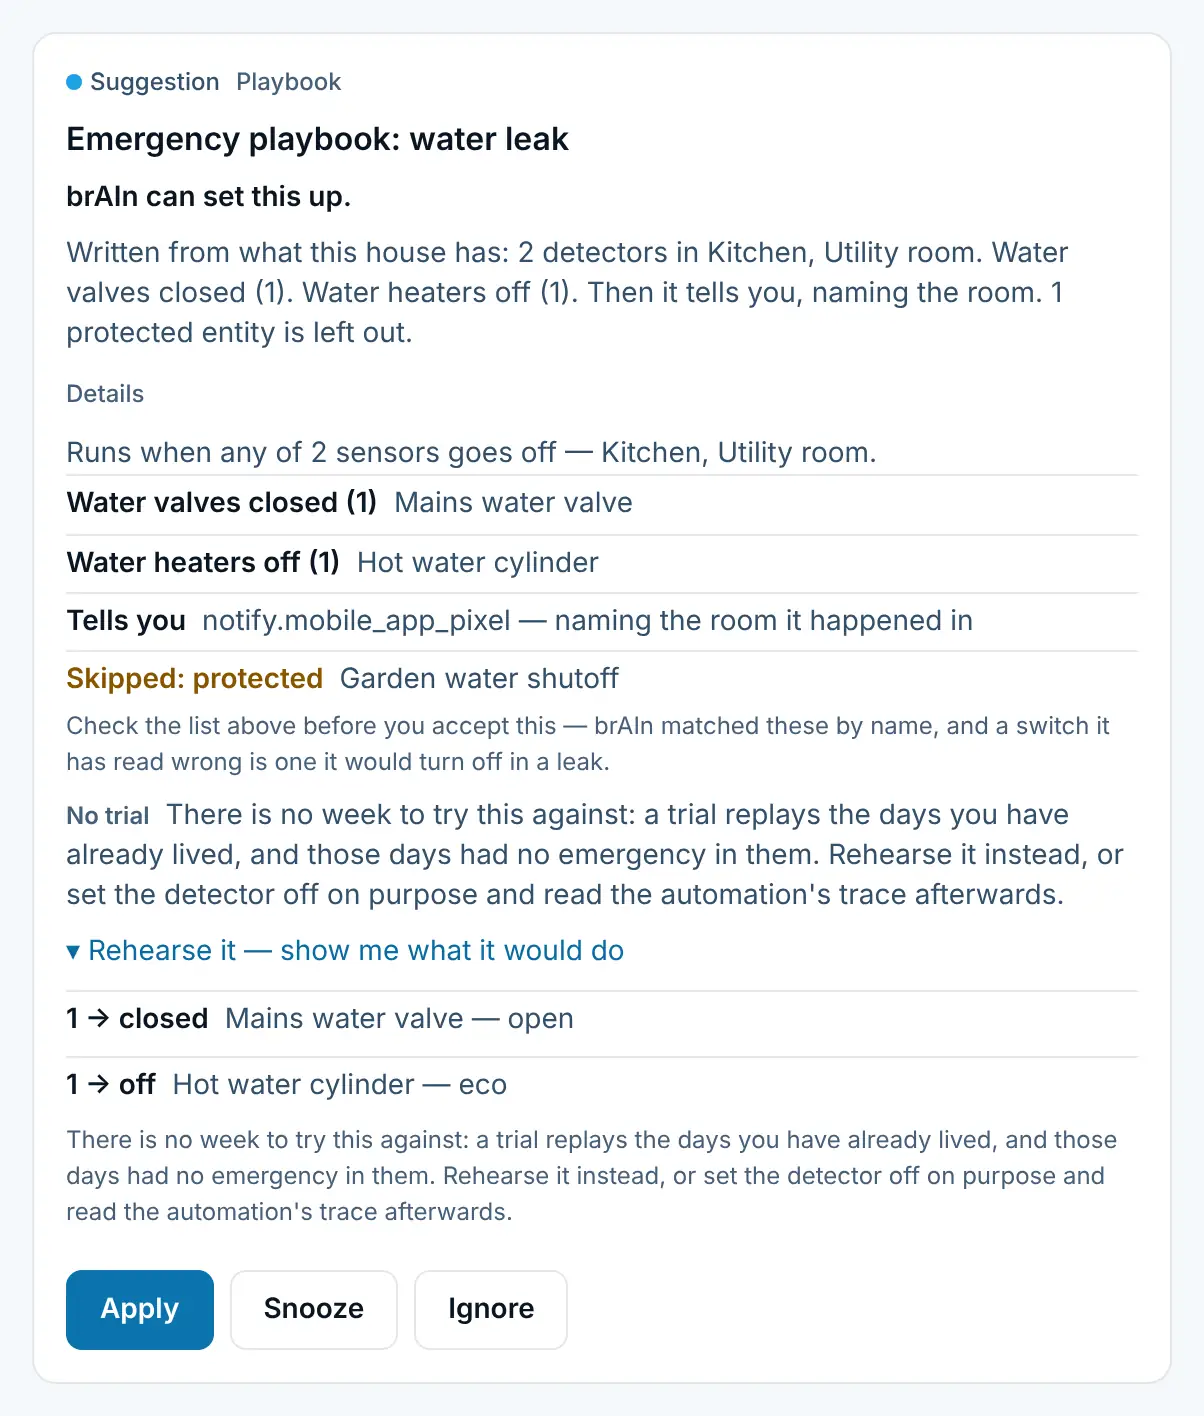 Suggestion Playbook
Emergency playbook: water leak
brAIn can set this up.
Written from what this house has: 2 detectors in Kitchen, Utility room. Water
valves closed (1). Water heaters off (1). Then it tells you, naming the room. 1
protected entity is left out.
Details
Runs when any of 2 sensors goes off — Kitchen, Utility room.
Water valves closed (1) Mains water valve
Water heaters off (1) Hot water cylinder
Tells you notify.mobile_app_pixel — naming the room it happened in
Skipped: protected Garden water shutoff
Check the list above before you accept this — brAIn matched these by name, and a switch it
has read wrong is one it would turn off in a leak.
No trial There is no week to try this against: a trial replays the days you have
already lived, and those days had no emergency in them. Rehearse it instead, or
set the detector off on purpose and read the automation's trace afterwards.
▾ Rehearse it — show me what it would do
1 → closed Mains water valve — open
1 → off Hot water cylinder — eco
There is no week to try this against: a trial replays the days you have already lived, and those
days had no emergency in them. Rehearse it instead, or set the detector off on purpose and
read the automation's trace afterwards.
Apply Snooze Ignore